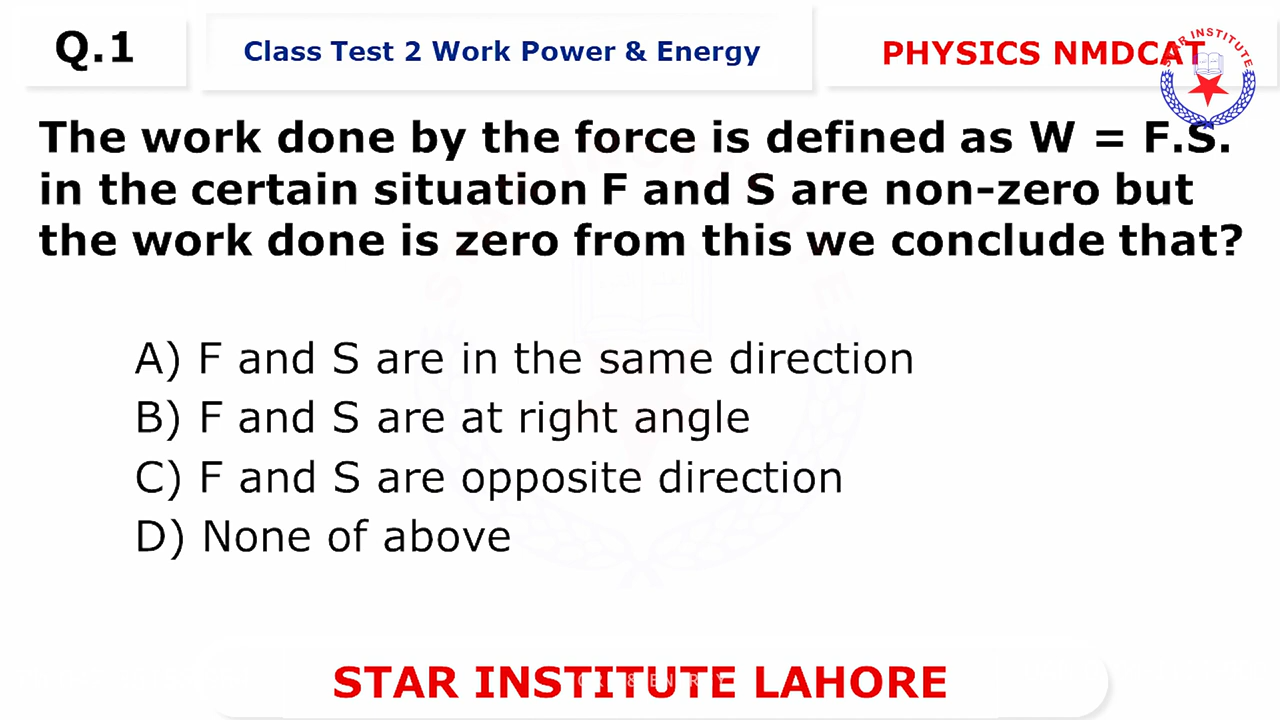 Q.1
Class Test 2 Work Power & Energy
PHYSICS NMDCAT
STAR INSTITUTE
The work done by the force is defined as W = F.S.
in the certain situation F and S are non-zero but
the work done is zero from this we conclude that?
A) F and S are in the same direction
B) F and S are at right angle
C) F and S are opposite direction
D) None of above
STAR INSTITUTE LAHORE